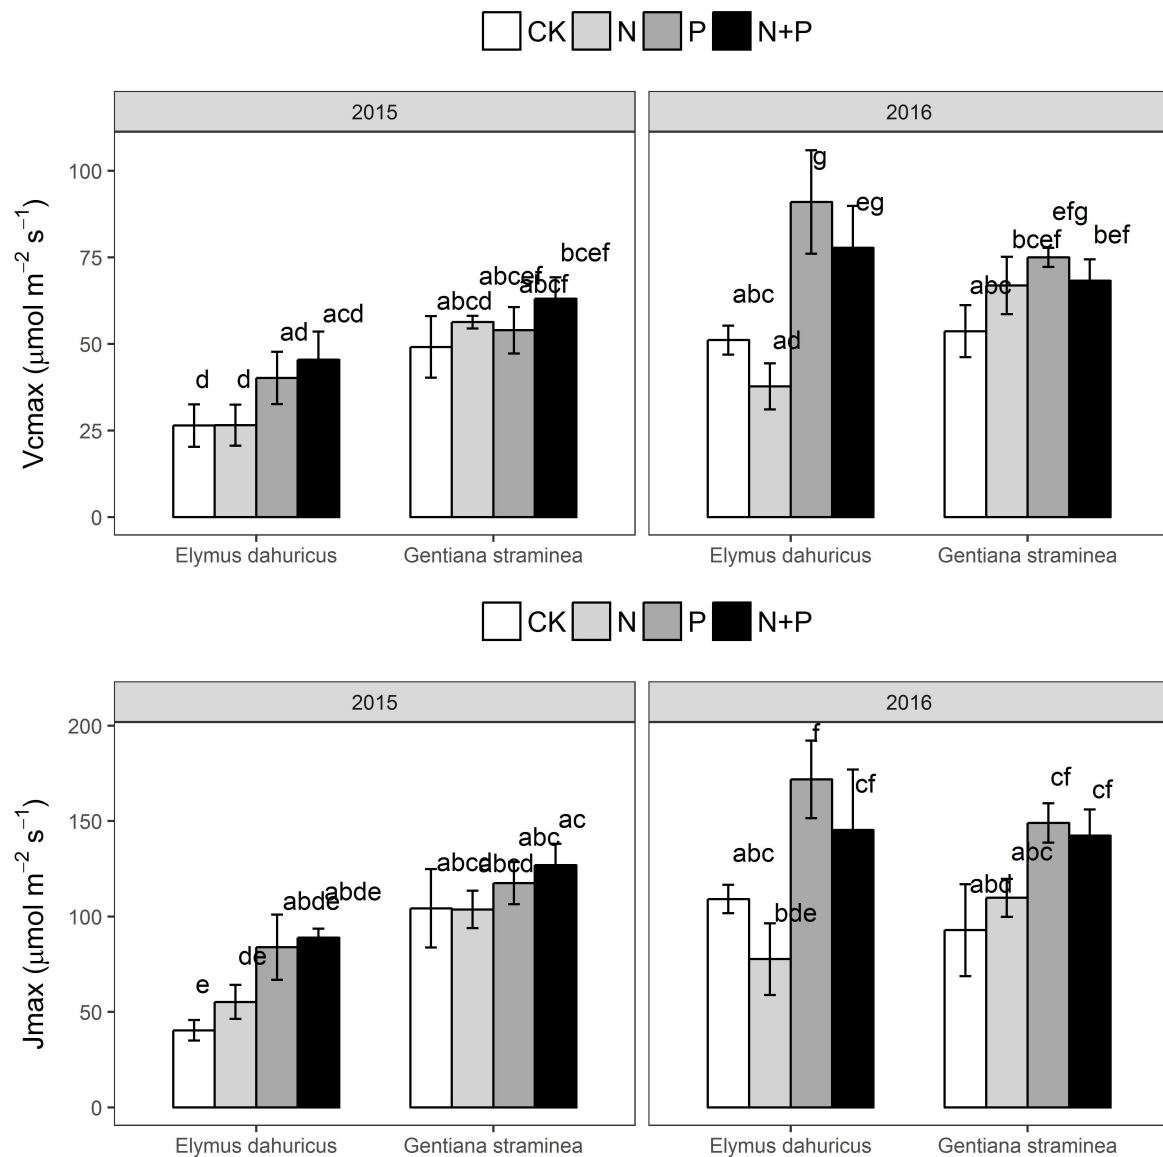 CK N P N+P
2015 2016
Vcmax (μmol m−2 s−1)
100
75
50
25
0
d d ad acd abcd abcef abcf bcef
abc ad g eg abc bcef efg bef
Elymus dahuricus Gentiana straminea Elymus dahuricus Gentiana straminea
CK N P N+P
2015 2016
Jmax (μmol m−2 s−1)
200
150
100
50
0
e de abde abde abcd abcd abc ac
abc bde f cf abd abc cf cf
Elymus dahuricus Gentiana straminea Elymus dahuricus Gentiana straminea